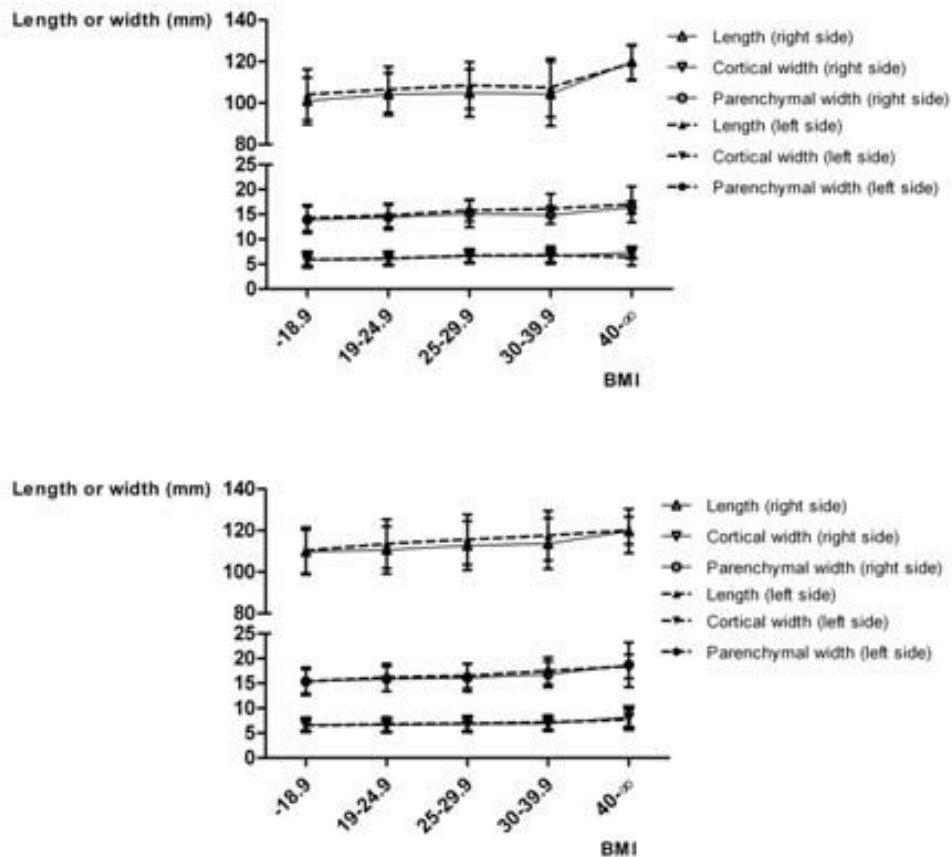 Length or width (mm)
140
120
100
80
25
20
15
10
5
0
-18.9
19-24.9
25-29.9
30-39.9
40-∞
BMI
Length (right side)
Cortical width (right side)
Parenchymal width (right side)
Length (left side)
Cortical width (left side)
Parenchymal width (left side)
Length or width (mm)
140
120
100
80
25
20
15
10
5
0
-18.9
19-24.9
25-29.9
30-39.9
40-∞
BMI
Length (right side)
Cortical width (right side)
Parenchymal width (right side)
Length (left side)
Cortical width (left side)
Parenchymal width (left side)